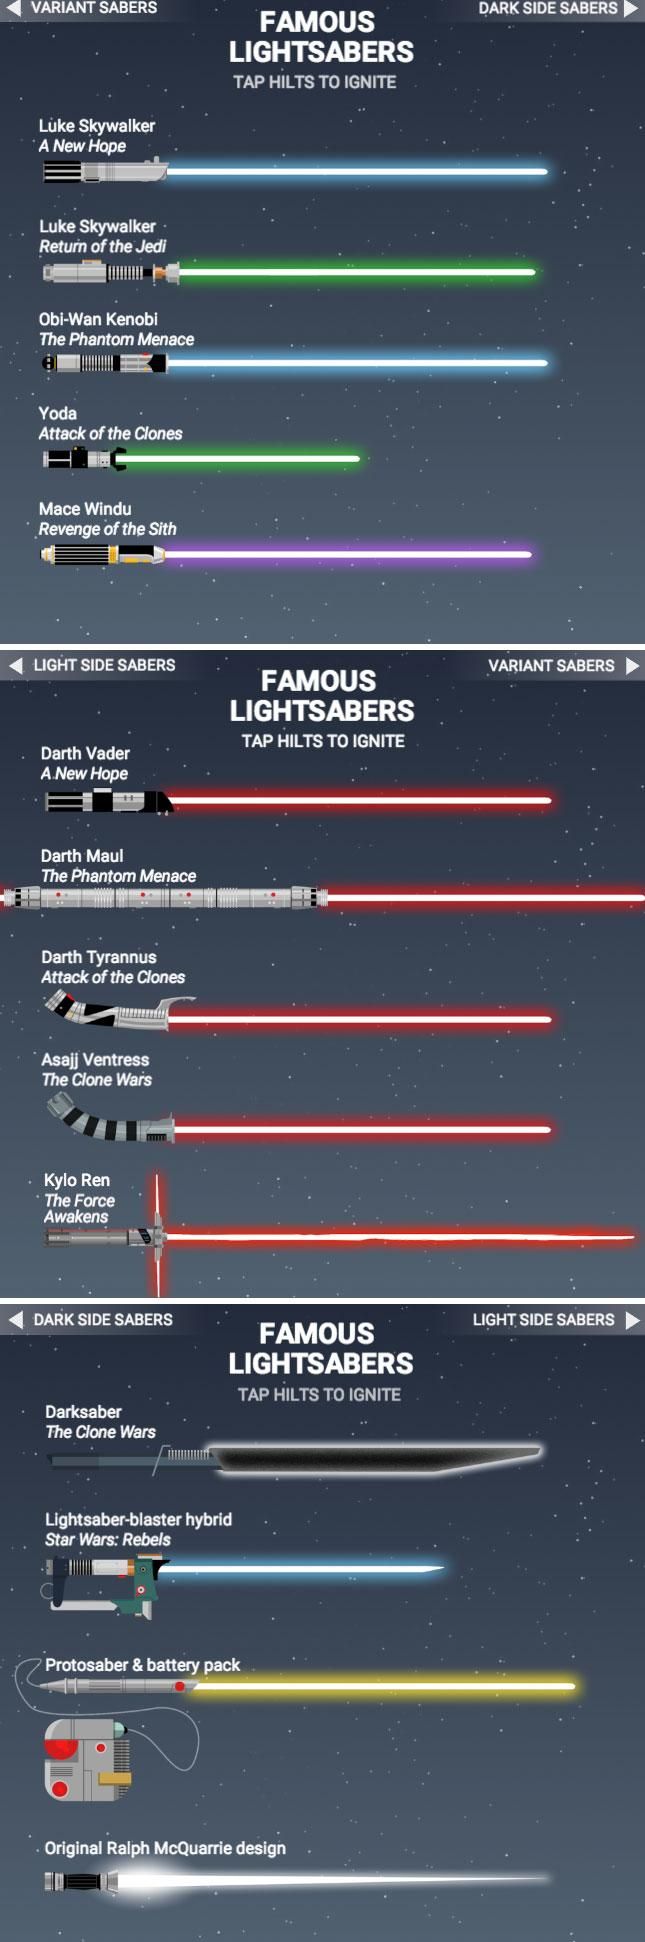 VARIANT SABERS
DARK SIDE SABERS
FAMOUS
LIGHTSABERS
TAP HILTS TO IGNITE
Luke Skywalker
A New Hope
Luke Skywalker
Return of the Jedi
Obi-Wan Kenobi
The Phantom Menace
Yoda
Attack of the Clones
Mace Windu
Revenge of the Sith
LIGHT SIDE SABERS
VARIANT SABERS
FAMOUS
LIGHTSABERS
TAP HILTS TO IGNITE
Darth Vader
A New Hope
Darth Maul
The Phantom Menace
Darth Tyrannus
Attack of the Clones
Asajj Ventress
The Clone Wars
Kylo Ren
The Force
Awakens
DARK SIDE SABERS
LIGHT SIDE SABERS
FAMOUS
LIGHTSABERS
TAP HILTS TO IGNITE
Darksaber
The Clone Wars
Lightsaber-blaster hybrid
Star Wars: Rebels
Protosaber & battery pack
Original Ralph McQuarrie design